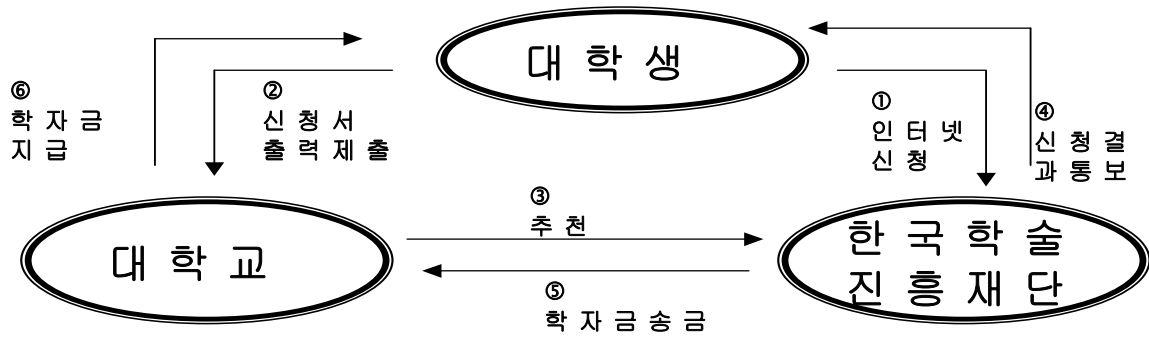 대학생
⑥
학자금
지급
②
신청서
출력제출
①
인터넷
신청
④
신청결
과통보
대학교
③
추천
⑤
학자금송금
한국학술
진흥재단